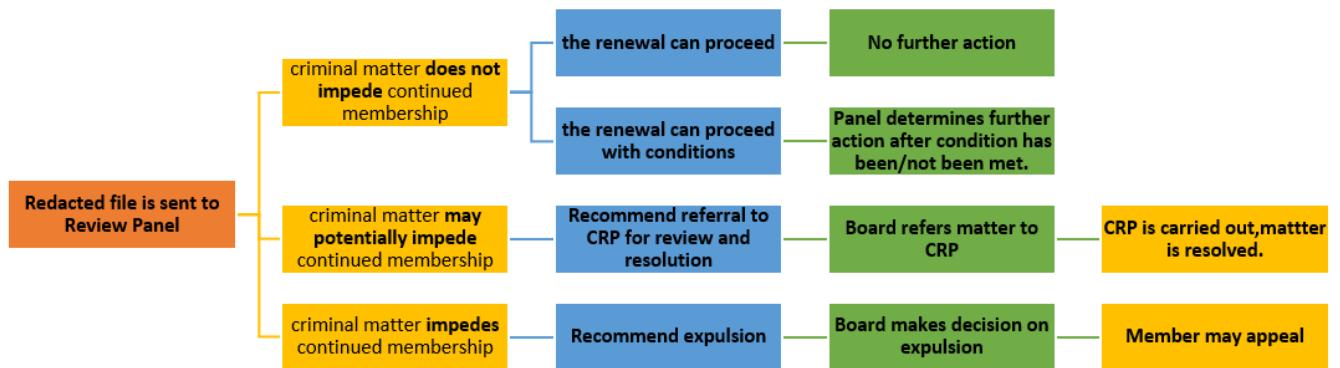 Redacted file is sent to
Review Panel
criminal matter does not
impede continued
membership
the renewal can proceed
No further action
the renewal can proceed
with conditions
Panel determines further
action after condition has
been/not been met.
criminal matter may
potentially impede
continued membership
Recommend referral to
CRP for review and
resolution
Board refers matter to
CRP
CRP is carried out,mattter
is resolved.
criminal matter impedes
continued membership
Recommend expulsion
Board makes decision on
expulsion
Member may appeal